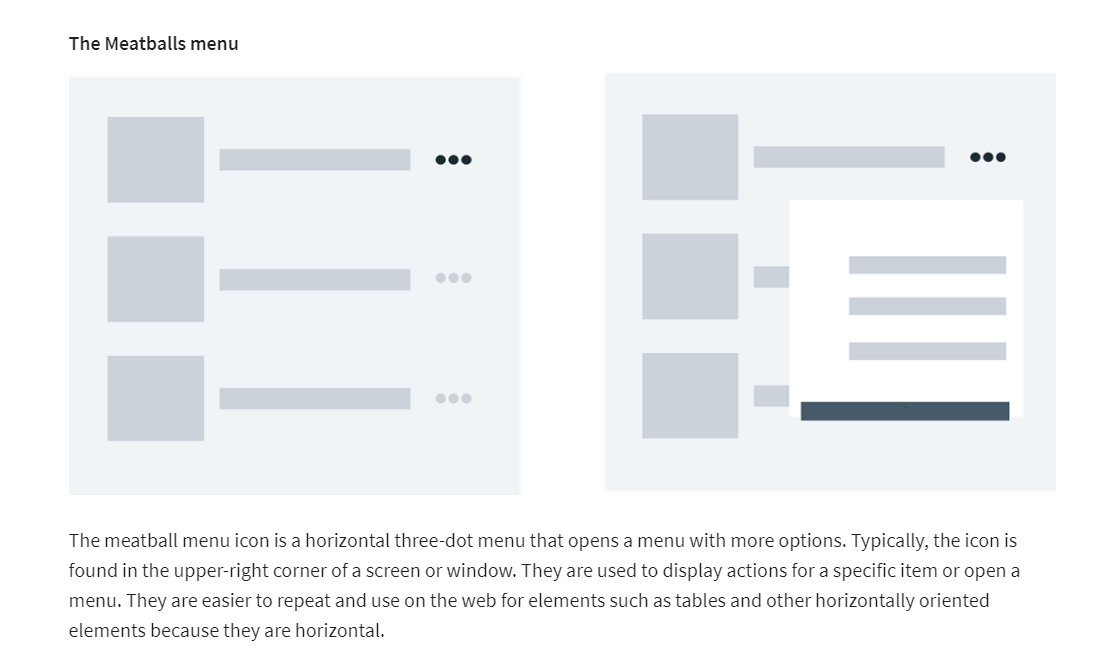 The Meatballs menu
The meatball menu icon is a horizontal three-dot menu that opens a menu with more options. Typically, the icon is
found in the upper-right corner of a screen or window. They are used to display actions for a specific item or open a
menu. They are easier to repeat and use on the web for elements such as tables and other horizontally oriented
elements because they are horizontal.